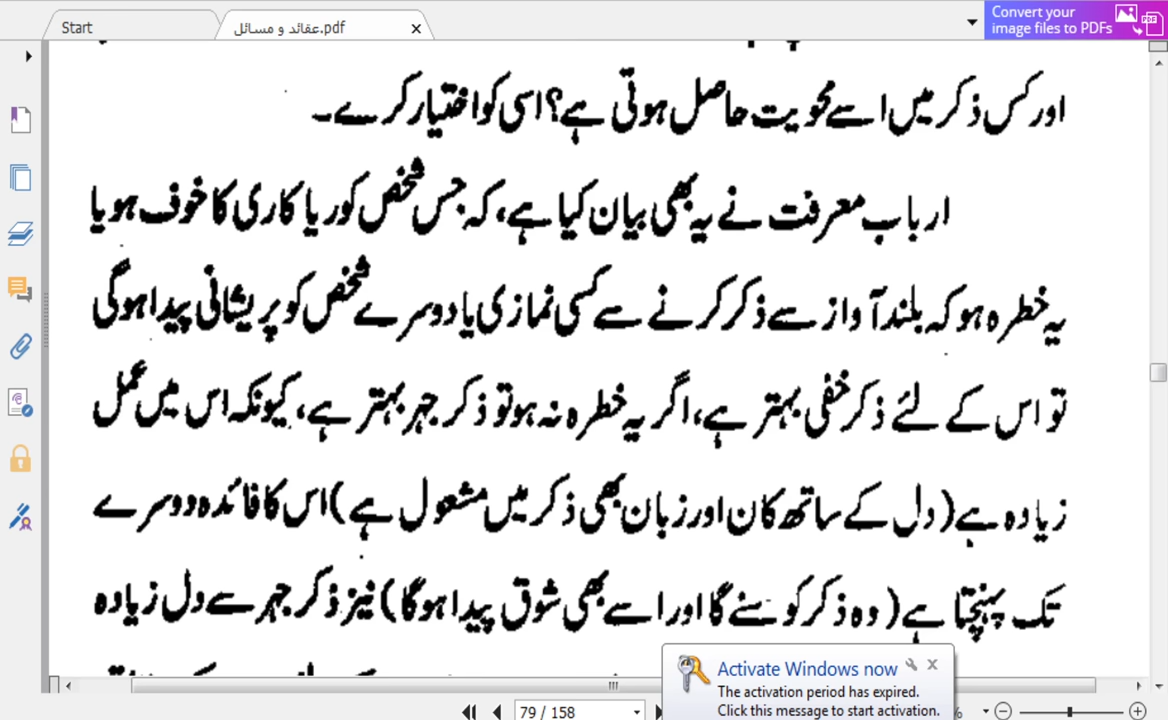 Start
عقائد و مسائل.pdf
Convert your
image files to PDFs
اور کس ذکر میں اسے محویت حاصل ہوتی ہے؟ اسی کو اختیار کرے۔
ارباب معرفت نے یہ بھی بیان کیا ہے، کہ جس شخص کو ریا کاری کا خوف ہو یا
یہ خطرہ ہو کہ بلند آواز سے ذکر کرنے سے کسی نمازی یا دوسرے شخص کو پریشانی پیدا ہوگی
تو اس کے لئے ذکر خفی بہتر ہے، اگر یہ خطرہ نہ ہو تو ذکر جہر بہتر ہے، کیونکہ اس میں عمل
زیادہ ہے (دل کے ساتھ کان اور زبان بھی ذکر میں مشغول ہے) اس کا فائدہ دوسرے
تک پہنچتا ہے (وہ ذکر کو سنے گا اور اسے بھی شوق پیدا ہوگا) نیز ذکر جہر سے دل زیادہ
Activate Windows now
The activation period has expired.
Click this message to start activation.
79 / 158
%